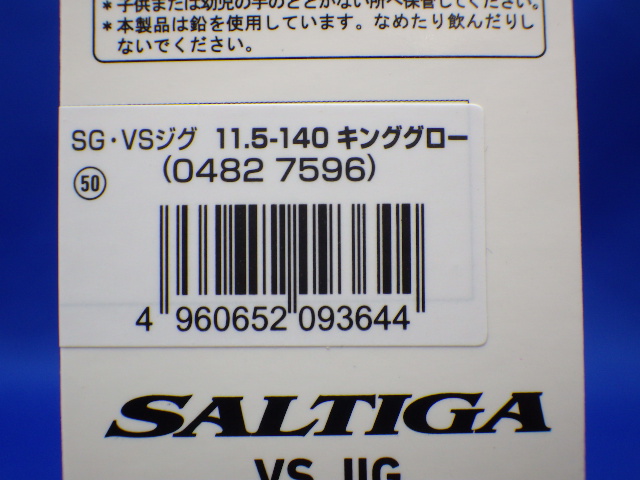 *子供または幼児の手のとどかない所へ保管してください。
*本製品は鉛を使用しています。なめたり飲んだりし
ないでください。
SG・VSジグ 11.5-140 キンググロー
(0482 7596)
50
4 960652 093644
SALTIGA
VS JIG